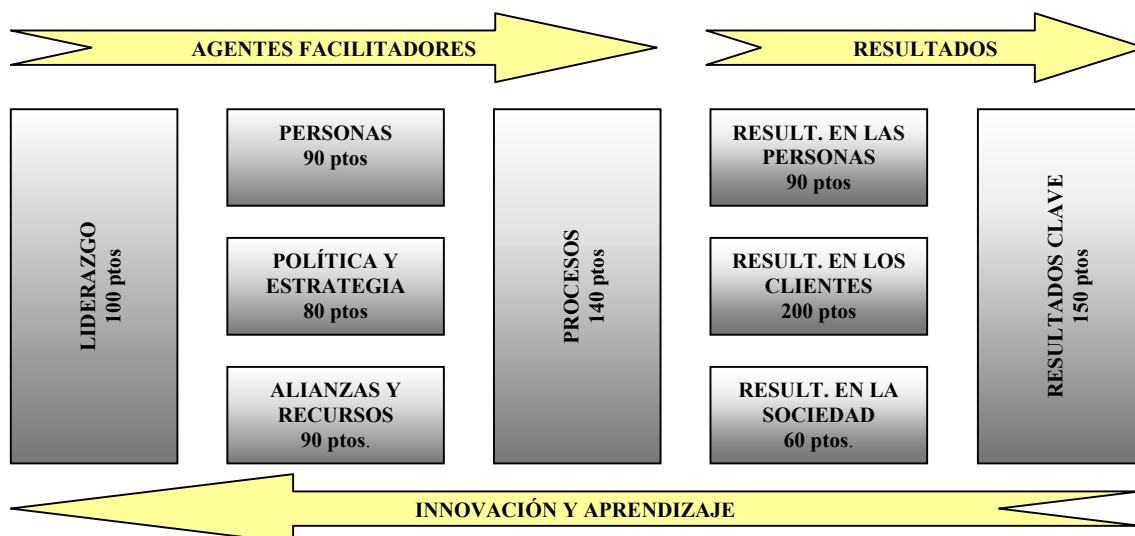 AGENTES FACILITADORES
RESULTADOS
LIDERAZGO
100 ptos
PERSONAS
90 ptos
POLÍTICA Y
ESTRATEGIA
80 ptos
ALIANZAS Y
RECURSOS
90 ptos.
PROCESOS
140 ptos
RESULT. EN LAS
PERSONAS
90 ptos
RESULT. EN LOS
CLIENTES
200 ptos
RESULT. EN LA
SOCIEDAD
60 ptos.
RESULTADOS CLAVE
150 ptos
INNOVACIÓN Y APRENDIZAJE